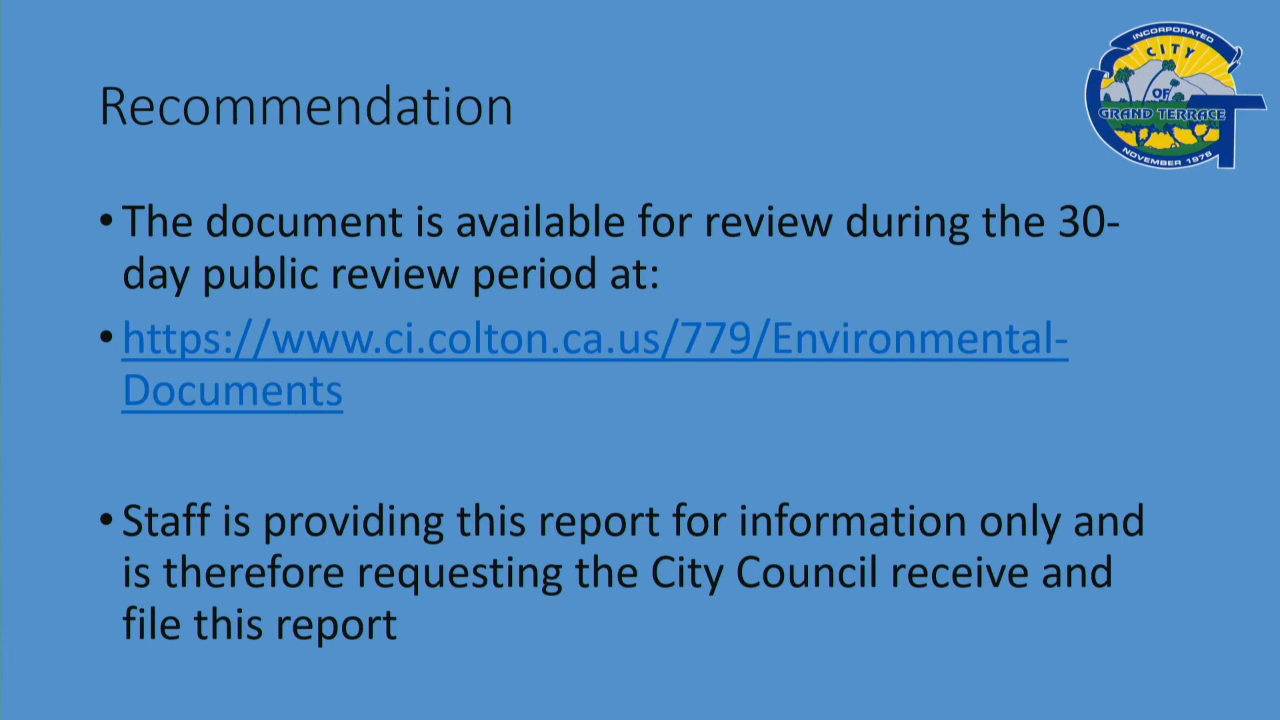 INCORPORATED
CITY
OF
GRAND TERRACE
NOVEMBER 1978
Recommendation
• The document is available for review during the 30-
day public review period at:
• https://www.ci.colton.ca.us/779/Environmental-
Documents
• Staff is providing this report for information only and
is therefore requesting the City Council receive and
file this report